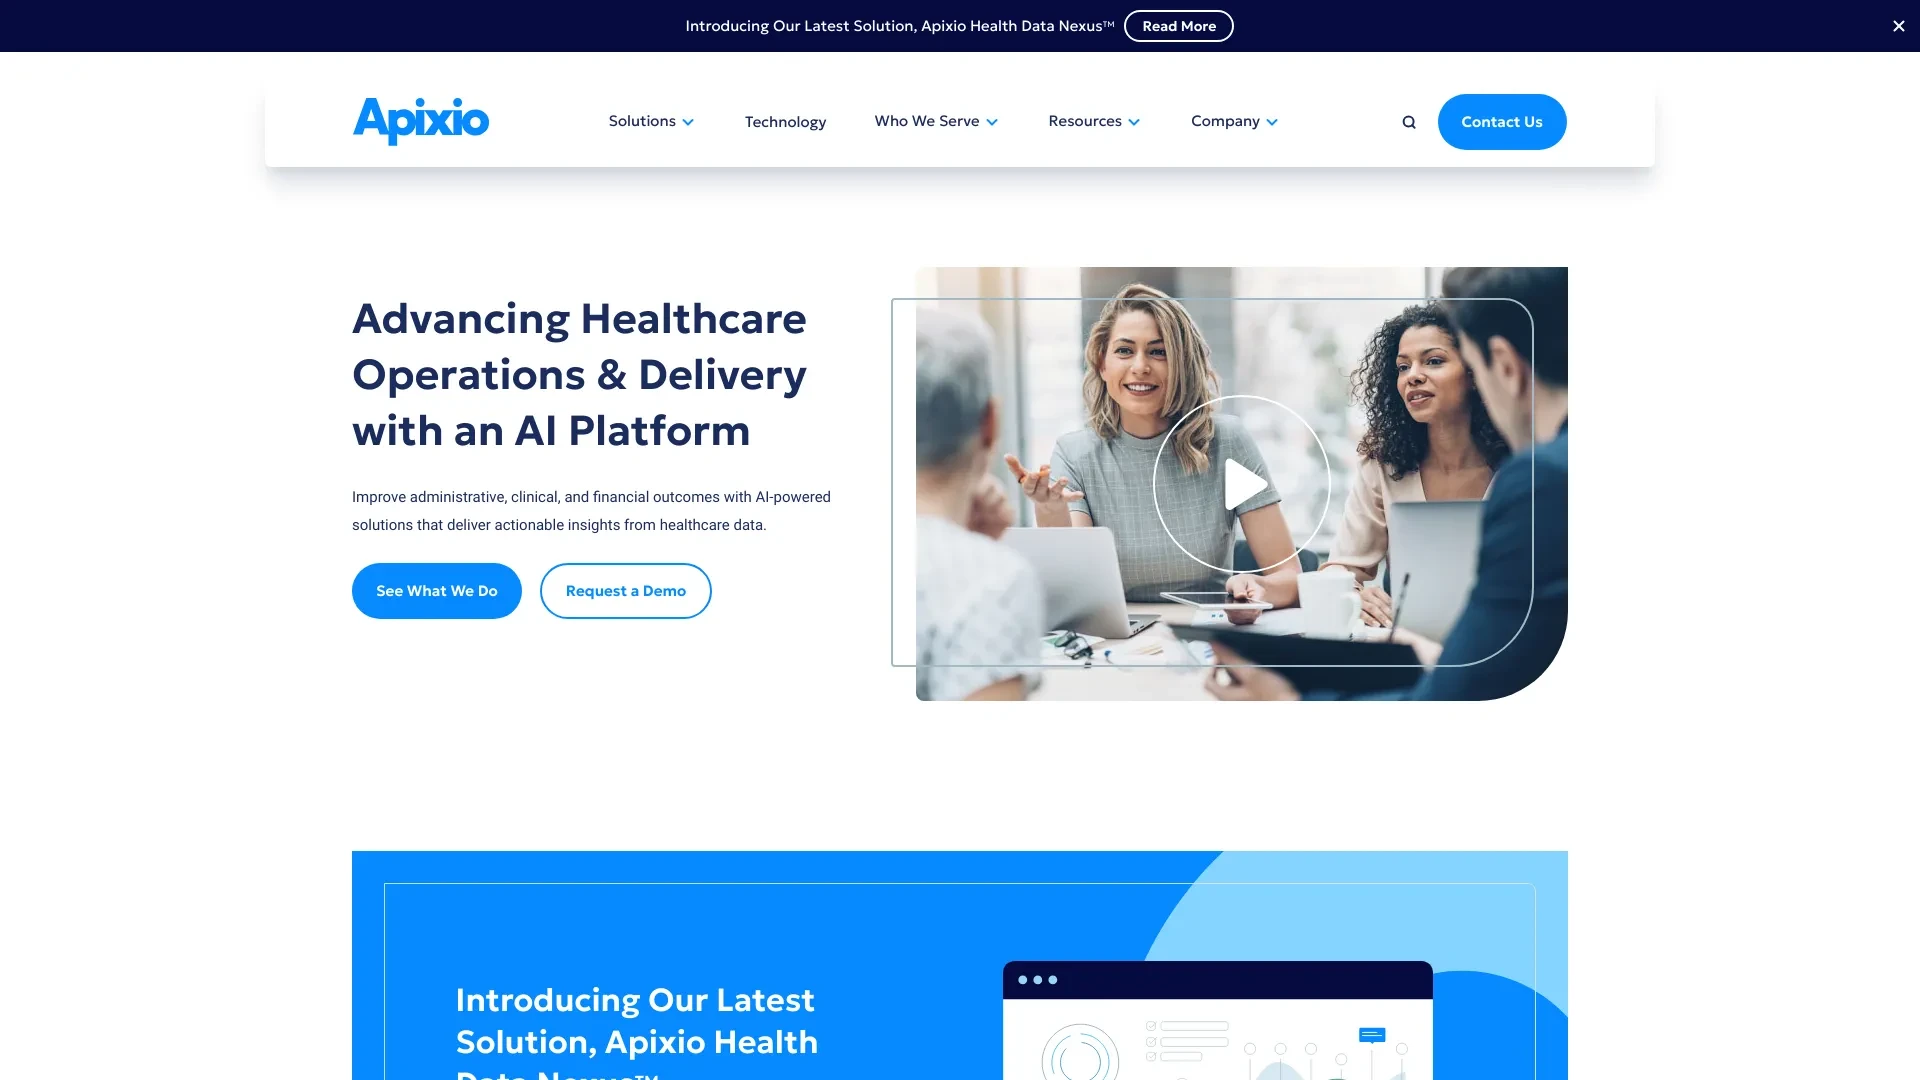 Introducing Our Latest Solution, Apixio Health Data Nexus™ Read More
Apixio
Solutions
Technology
Who We Serve
Resources
Company
Contact Us
Advancing Healthcare
Operations & Delivery
with an AI Platform
Improve administrative, clinical, and financial outcomes with AI-powered
solutions that deliver actionable insights from healthcare data.
See What We Do
Request a Demo
Introducing Our Latest
Solution, Apixio Health
Data Nexus™